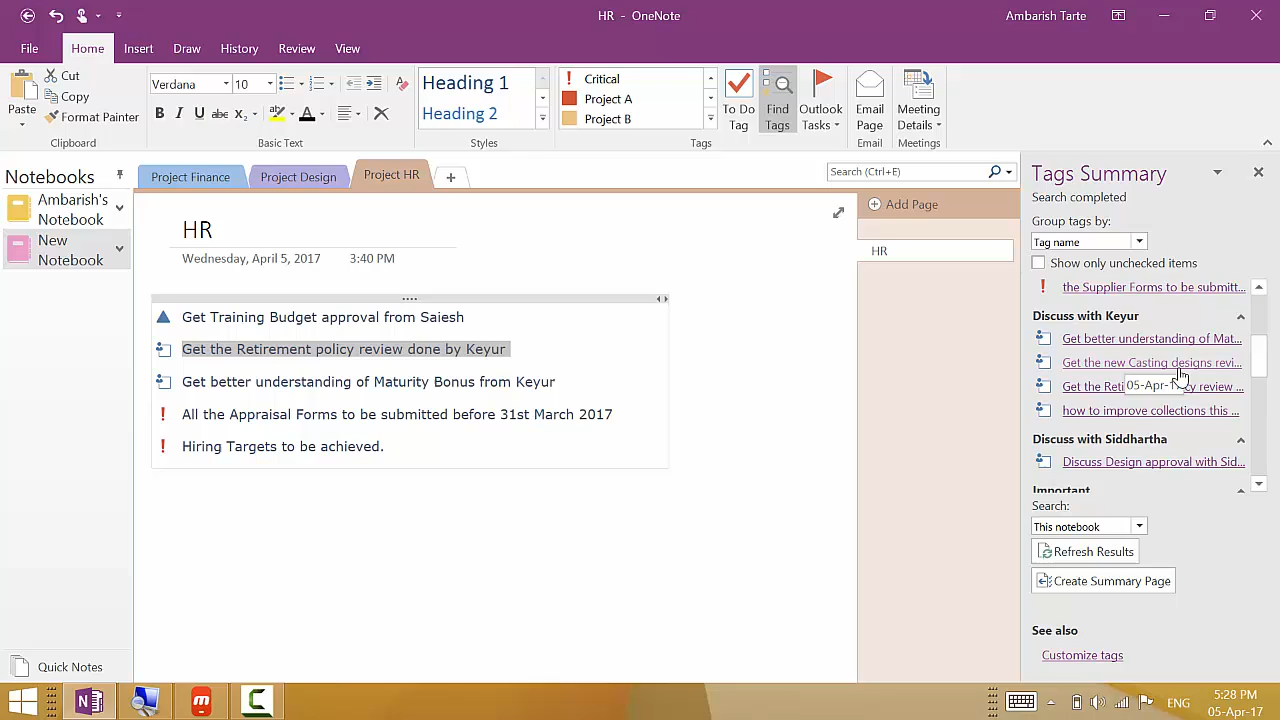 HR - OneNote
Ambarish Tarte
File Home Insert Draw History Review View
Paste
Cut
Copy
Format Painter
Clipboard
Verdana 10
B I U abc X₂ A
Basic Text
Heading 1
Heading 2
Styles
Critical
Project A
Project B
Tags
To Do Tag
Find Tags
Outlook Tasks
Email Page
Email
Meeting Details
Meetings
Notebooks
Ambarish's Notebook
New Notebook
Quick Notes
Project Finance
Project Design
Project HR
Search (Ctrl+E)
Add Page
HR
HR
Wednesday, April 5, 2017 3:40 PM
Get Training Budget approval from Saiesh
Get the Retirement policy review done by Keyur
Get better understanding of Maturity Bonus from Keyur
All the Appraisal Forms to be submitted before 31st March 2017
Hiring Targets to be achieved.
Tags Summary
Search completed
Group tags by:
Tag name
Show only unchecked items
the Supplier Forms to be submitt...
Discuss with Keyur
Get better understanding of Mat...
Get the new Casting designs revi...
Get the Reti review ...
05-Apr-
how to improve collections this ...
Discuss with Siddhartha
Discuss Design approval with Sid...
Important
Search:
This notebook
Refresh Results
Create Summary Page
See also
Customize tags
ENG
5:28 PM
05-Apr-17